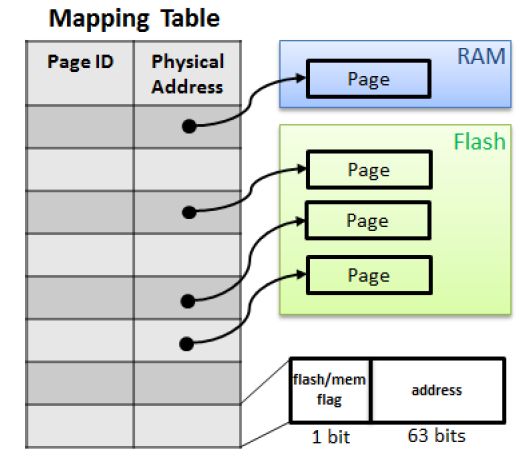 Mapping Table
Page ID
Physical
Address
RAM
Page
Flash
Page
Page
Page
flash/mem
flag
address
1 bit
63 bits